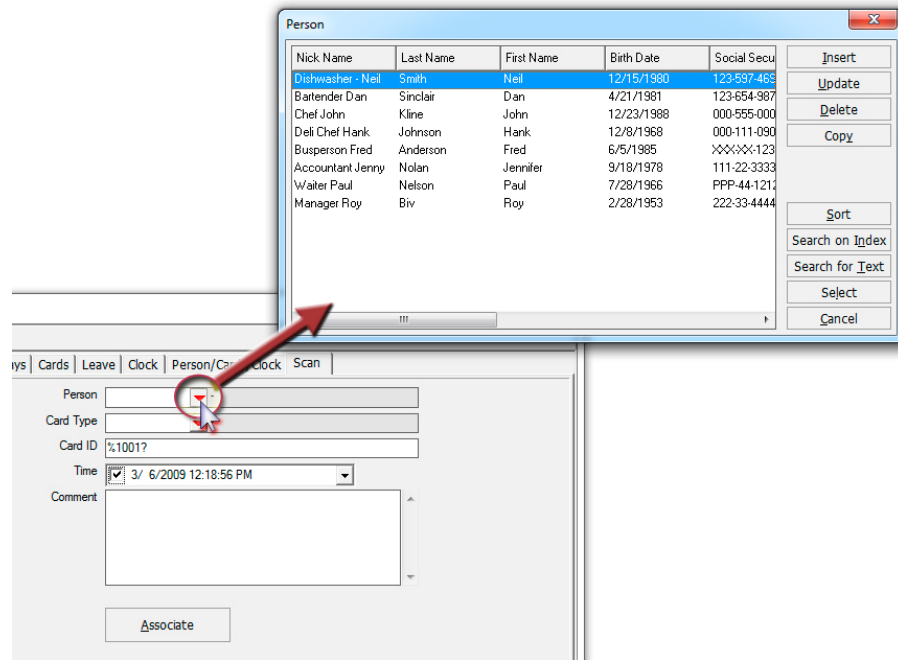 Person
Nick Name Last Name First Name Birth Date Social Secu
Dishwasher - Neil Smith Neil 12/15/1980 123-597-469
Bartender Dan Sinclair Dan 4/21/1981 123-654-987
Chef John Kline John 12/23/1988 000-555-000
Deli Chef Hank Johnson Hank 12/8/1968 000-111-090
Busperson Fred Anderson Fred 6/5/1985 XXX-XX-123
Accountant Jenny Nolan Jennifer 9/18/1978 111-22-3333
Waiter Paul Nelson Paul 7/28/1966 PPP-44-1212
Manager Roy Biv Roy 2/28/1953 222-33-4444
Insert
Update
Delete
Copy
Sort
Search on Index
Search for Text
Select
Cancel
ys Cards Leave Clock Person/Card Clock Scan
Person -
Card Type
Card ID %1001?
Time 3/ 6/2009 12:18:56 PM
Comment
Associate